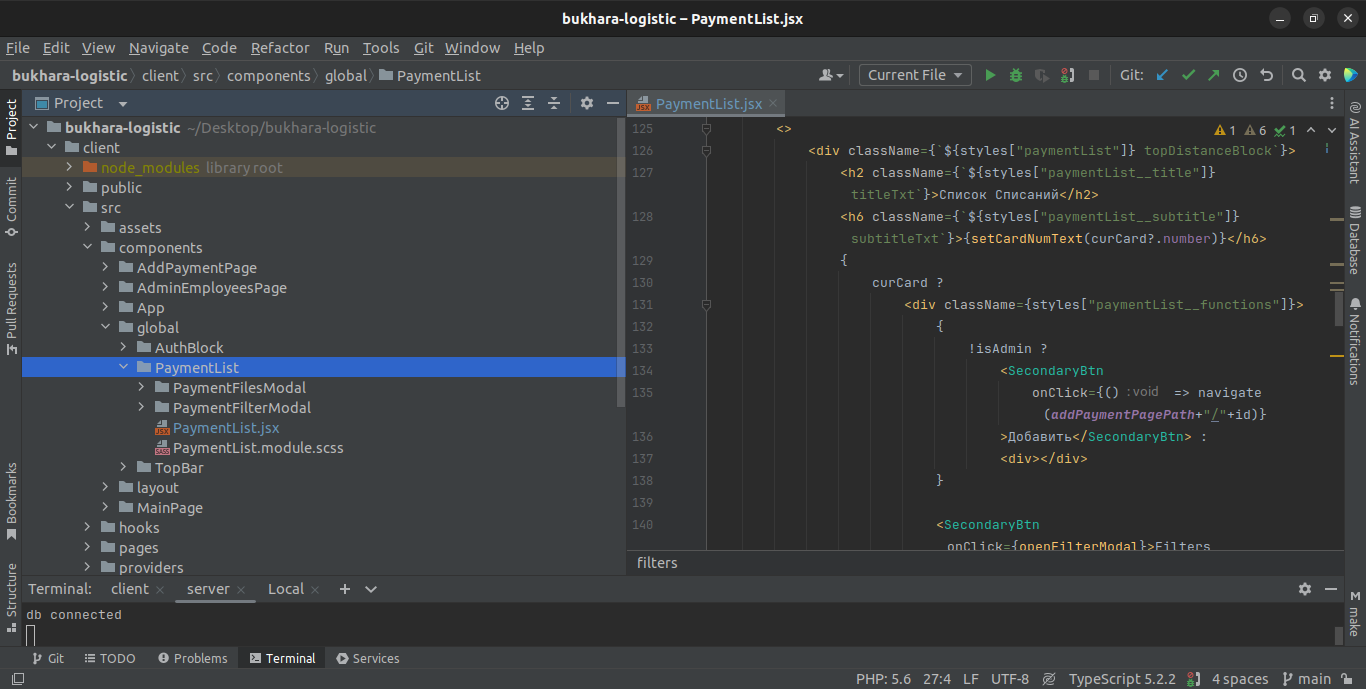 bukhara-logistic – PaymentList.jsx
File Edit View Navigate Code Refactor Run Tools Git Window Help
bukhara-logistic client src components global PaymentList
Current File
Git:
Project
PaymentList.jsx
bukhara-logistic ~/Desktop/bukhara-logistic
client
node_modules library root
public
src
assets
components
AddPaymentPage
AdminEmployeesPage
App
global
AuthBlock
PaymentList
PaymentFilesModal
PaymentFilterModal
PaymentList.jsx
PaymentList.module.scss
TopBar
layout
MainPage
hooks
pages
providers
Project
Commit
Pull Requests
Bookmarks
Structure
1 6 1
125 <>
126 <div className={`${styles["paymentList"]} topDistanceBlock`}>
127 <h2 className={`${styles["paymentList__title"]}
titleTxt`}>Список Списаний</h2>
128 <h6 className={`${styles["paymentList__subtitle"]}
subtitleTxt`}>{setCardNumText(curCard?.number)}</h6>
129 {
130 curCard ?
131 <div className={styles["paymentList__functions"]}>
132 {
133 !isAdmin ?
134 <SecondaryBtn
135 onClick={() :void => navigate
(addPaymentPagePath+"/"+id)}
136 >Добавить</SecondaryBtn> :
137 <div></div>
138 }
139
140 <SecondaryBtn
onClick={openFilterModal}>Filters
filters
AI Assistant
Database
Notifications
make
Terminal: client server Local
db connected
Git TODO Problems Terminal Services
PHP: 5.6 27:4 LF UTF-8 TypeScript 5.2.2 4 spaces main